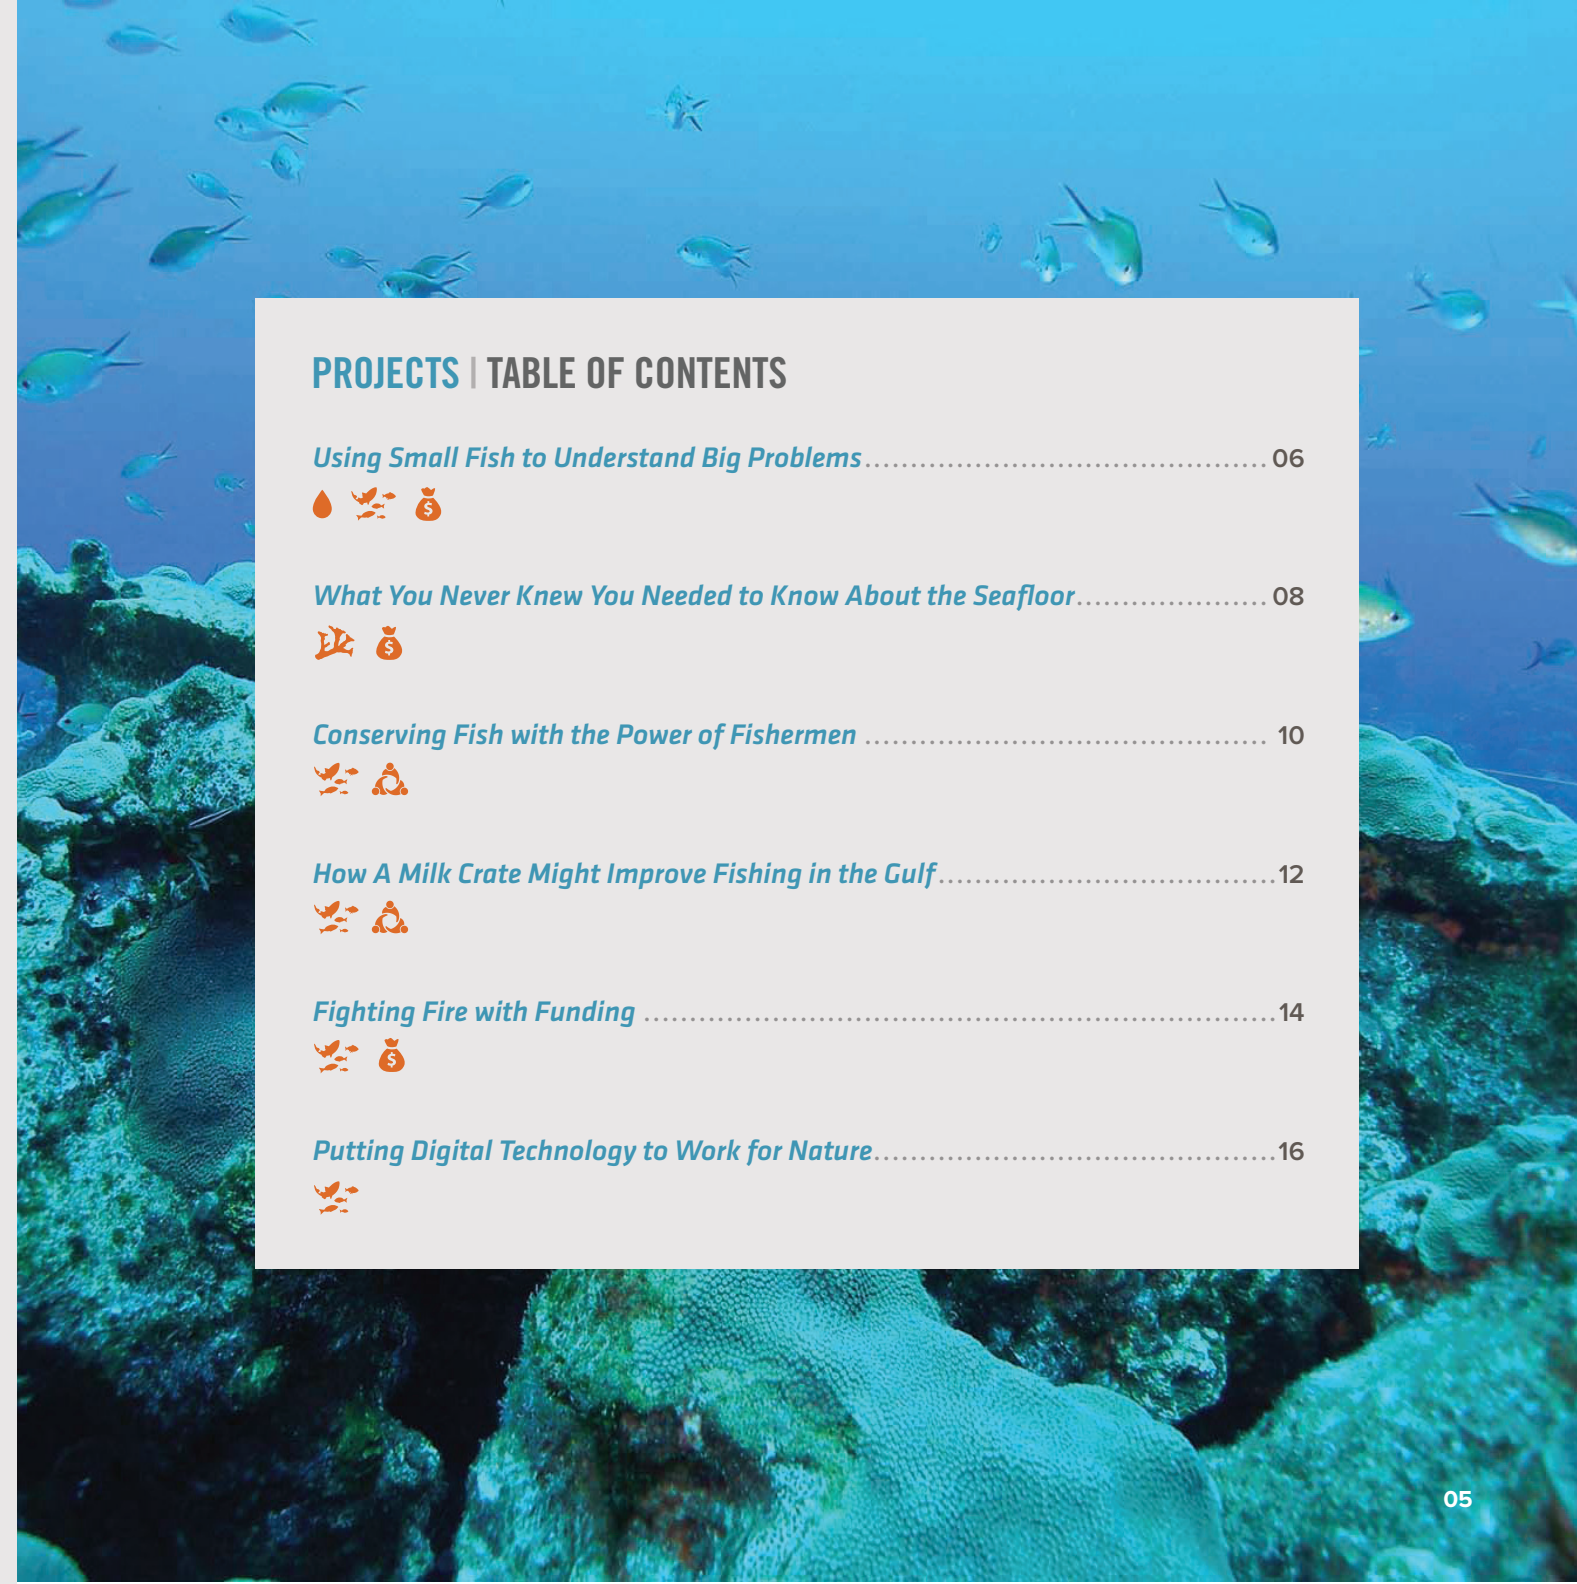 PROJECTS | TABLE OF CONTENTS
Using Small Fish to Understand Big Problems............................................ 06
$
What You Never Knew You Needed to Know About the Seafloor..................... 08
$
Conserving Fish with the Power of Fishermen ............................................ 10
How A Milk Crate Might Improve Fishing in the Gulf.....................................12
Fighting Fire with Funding .....................................................................14
$
Putting Digital Technology to Work for Nature............................................16
05